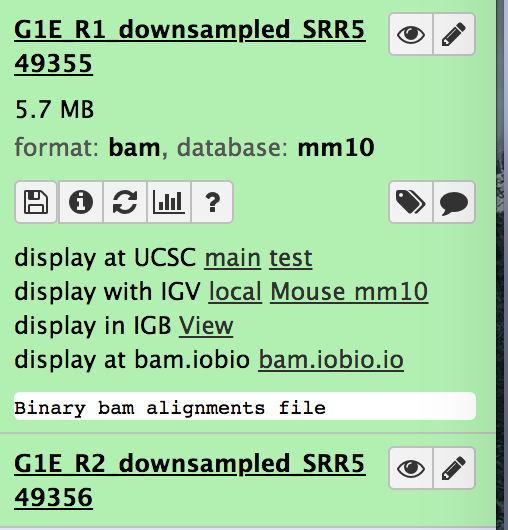 G1E_R1_downsampled_SRR5
49355
5.7 MB
format: bam, database: mm10
?
display at UCSC main test
display with IGV local Mouse mm10
display in IGB View
display at bam.iobio bam.iobio.io
Binary bam alignments file
G1E_R2_downsampled_SRR5
49356